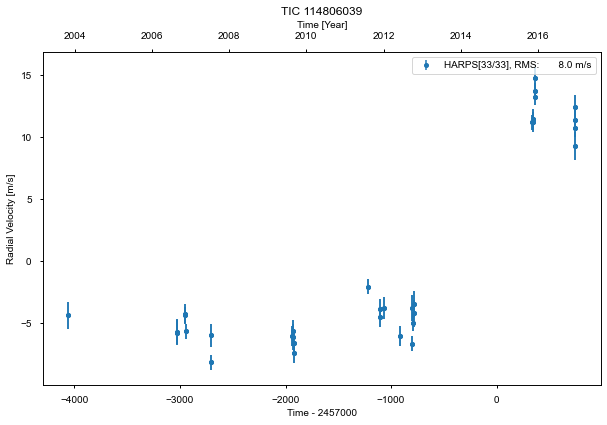 TIC 114806039
Time [Year]
2004 2006 2008 2010 2012 2014 2016
HARPS[33/33], RMS: 8.0 m/s
15
10
5
0
−5
Radial Velocity [m/s]
−4000 −3000 −2000 −1000 0
Time - 2457000